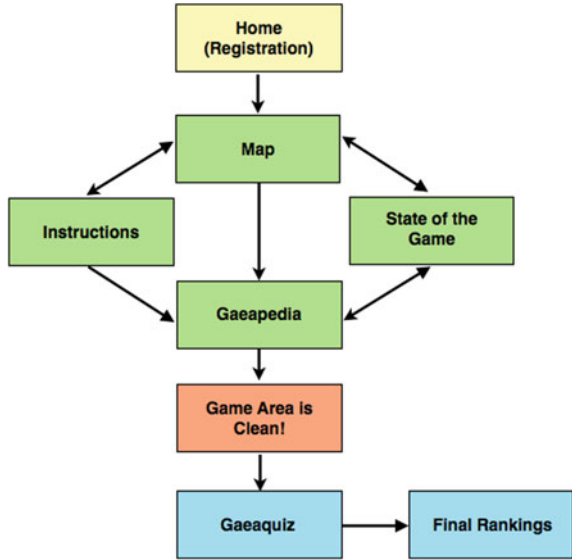 Home
(Registration)
Map
Instructions
State of the
Game
Gaeapedia
Game Area is
Clean!
Gaeaquiz
Final Rankings